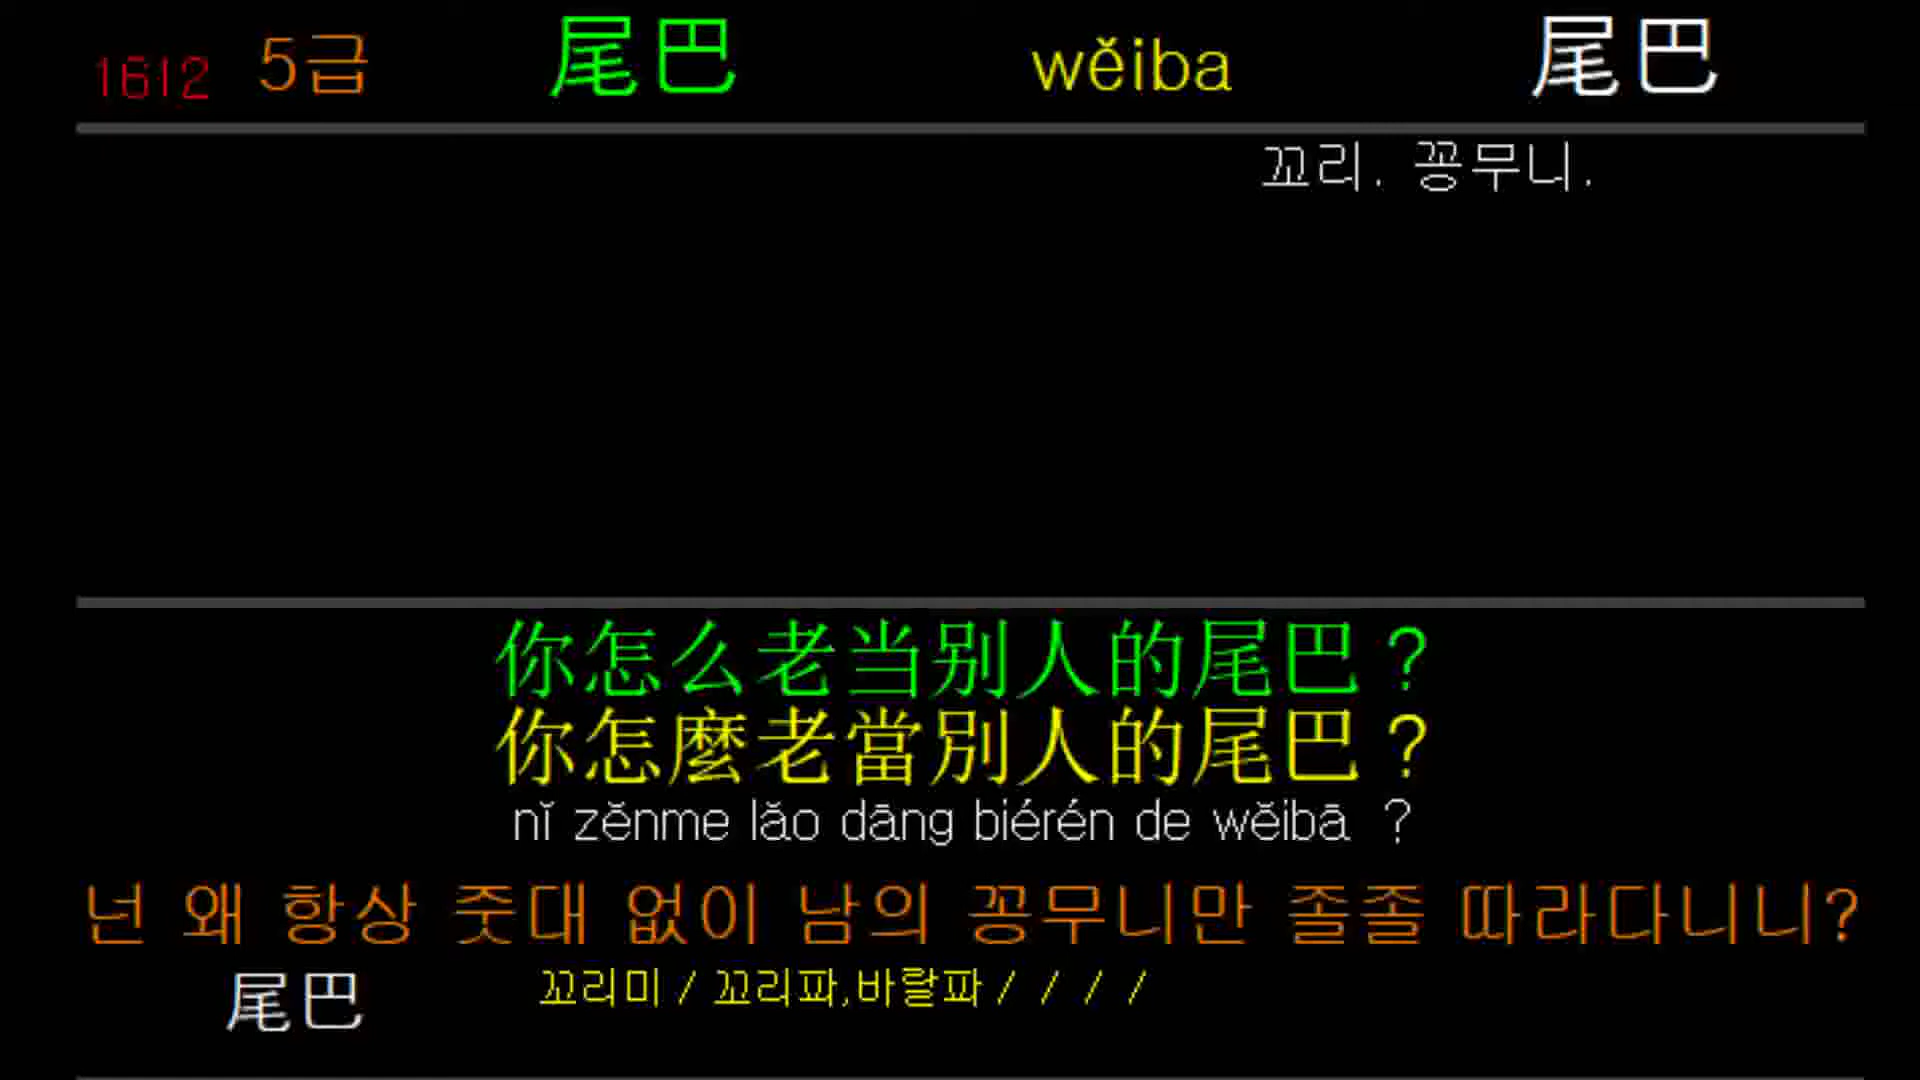 1612 5급 尾巴 wěiba 尾巴
꼬리. 꽁무니.
你怎么老当别人的尾巴？
你怎麼老當別人的尾巴？
nǐ zěnme lǎo dāng biérén de wěibā ?
넌 왜 항상 줏대 없이 남의 꽁무니만 졸졸 따라다니니?
尾巴 꼬리미 / 꼬리파,바랄파 / / / /